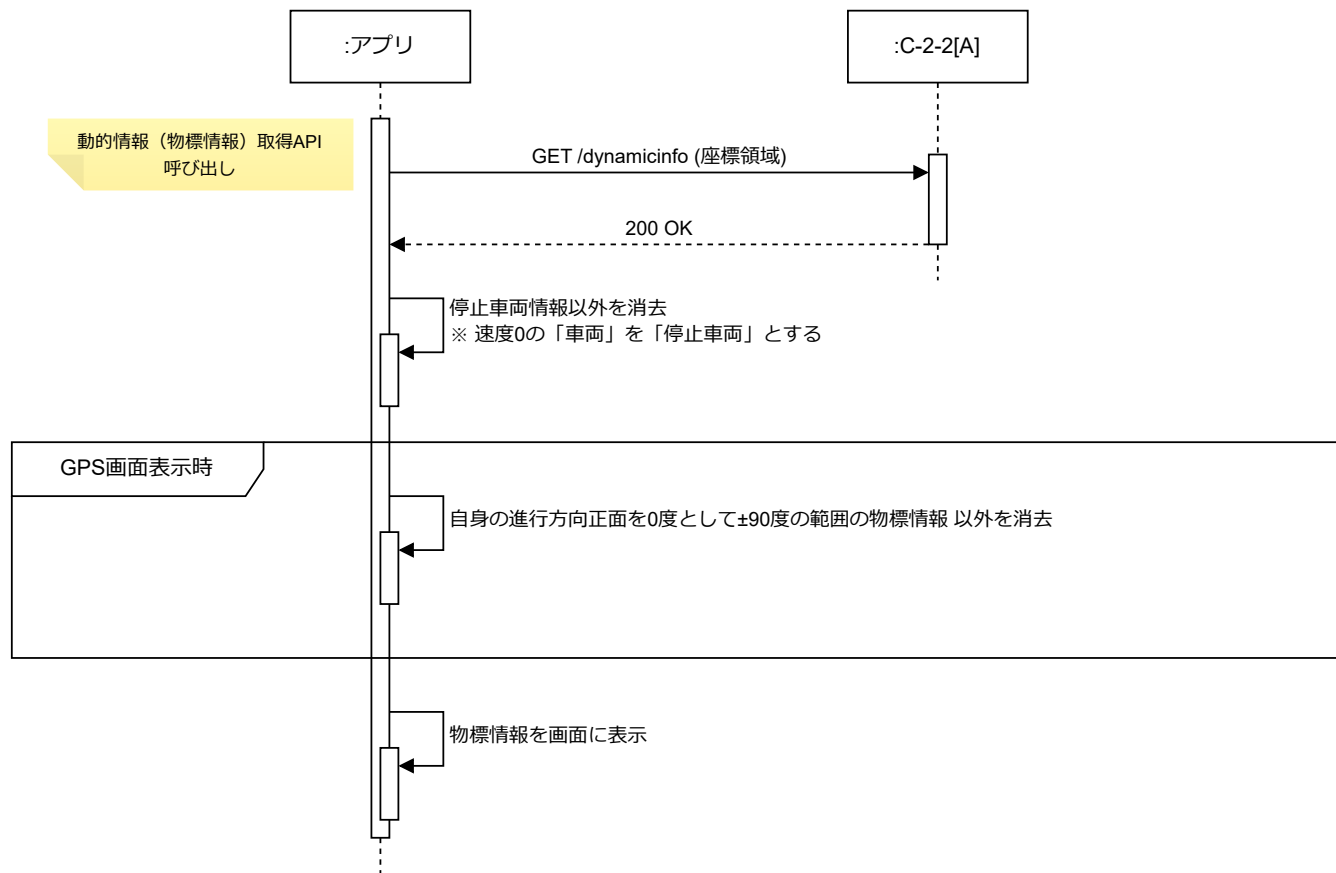 :アプリ
:C-2-2[A]
動的情報（物標情報）取得API
呼び出し
GET /dynamicinfo (座標領域)
200 OK
停止車両情報以外を消去
※ 速度0の「車両」を「停止車両」とする
GPS画面表示時
自身の進行方向正面を0度として±90度の範囲の物標情報 以外を消去
物標情報を画面に表示